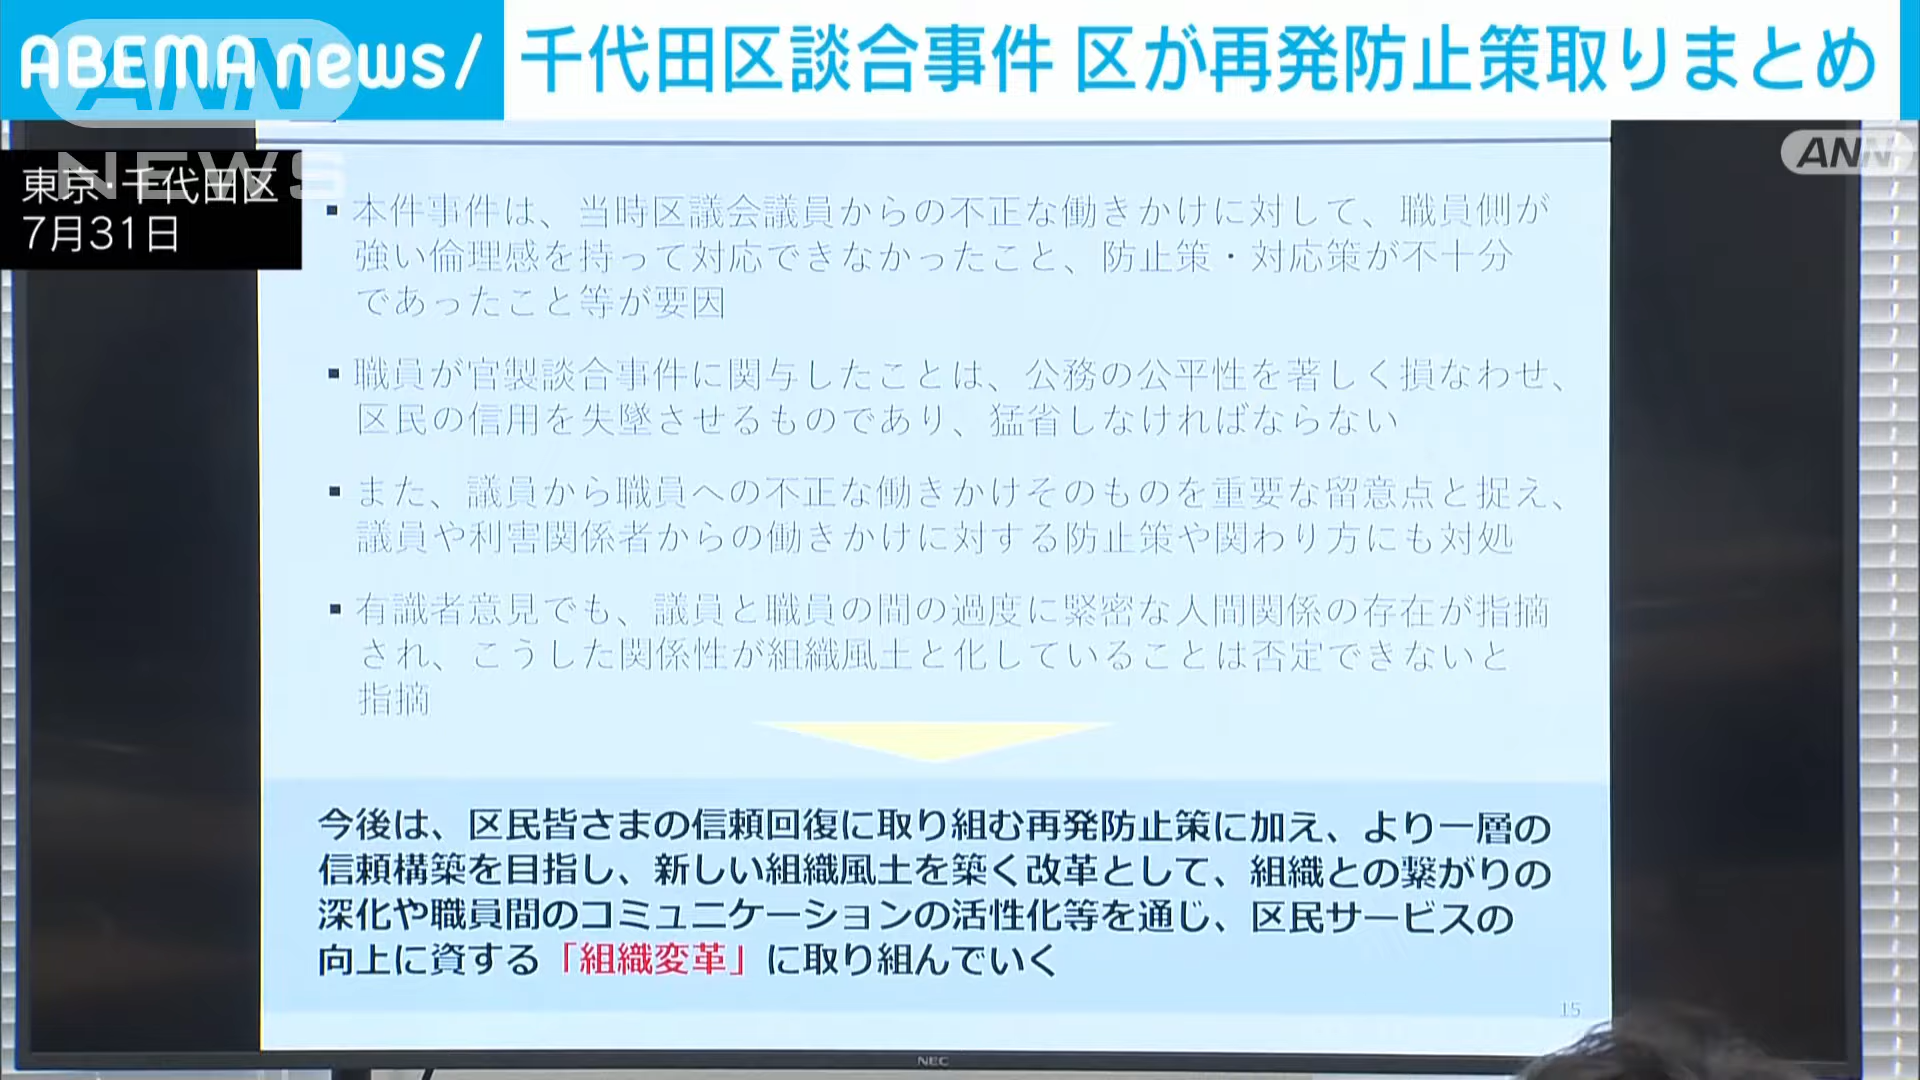 ABEMA news/
千代田区談合事件 区が再発防止策取りまとめ
ANN
NEWS
ANN
東京・千代田区
7月31日
▪ 本件事件は、当時区議会議員からの不正な働きかけに対して、職員側が
強い倫理感を持って対応できなかったこと、防止策・対応策が不十分
であったこと等が要因
▪ 職員が官製談合事件に関与したことは、公務の公平性を著しく損なわせ、
区民の信用を失墜させるものであり、猛省しなければならない
▪ また、議員から職員への不正な働きかけそのものを重要な留意点と捉え、
議員や利害関係者からの働きかけに対する防止策や関わり方にも対処
▪ 有識者意見でも、議員と職員の間の過度に緊密な人間関係の存在が指摘
され、こうした関係性が組織風土と化していることは否定できないと
指摘
今後は、区民皆さまの信頼回復に取り組む再発防止策に加え、より一層の
信頼構築を目指し、新しい組織風土を築く改革として、組織との繋がりの
深化や職員間のコミュニケーションの活性化等を通じ、区民サービスの
向上に資する「組織変革」に取り組んでいく
15
NEC